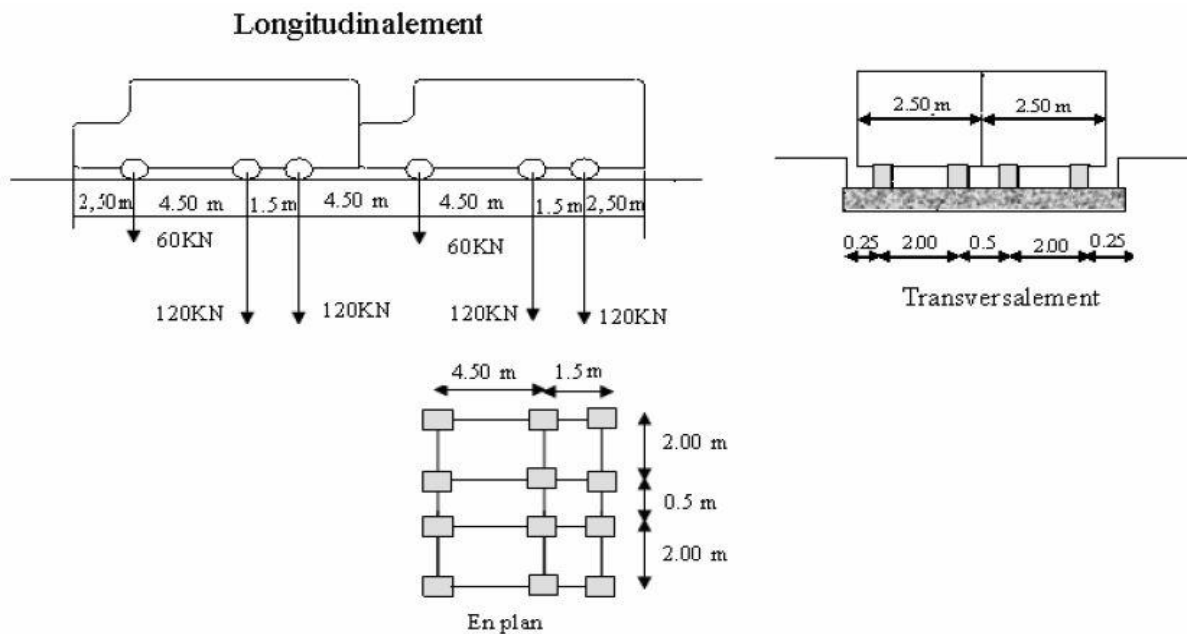 Longitudinalement
2.50 m 2.50 m
2,50m 4.50 m 1.5m 4.50 m 4.50 m 1.5m 2,50m
60KN 60KN
120KN 120KN 120KN 120KN
0.25 2.00 0.5 2.00 0.25
Transversalement
4.50 m 1.5 m
2.00 m
0.5 m
2.00 m
En plan